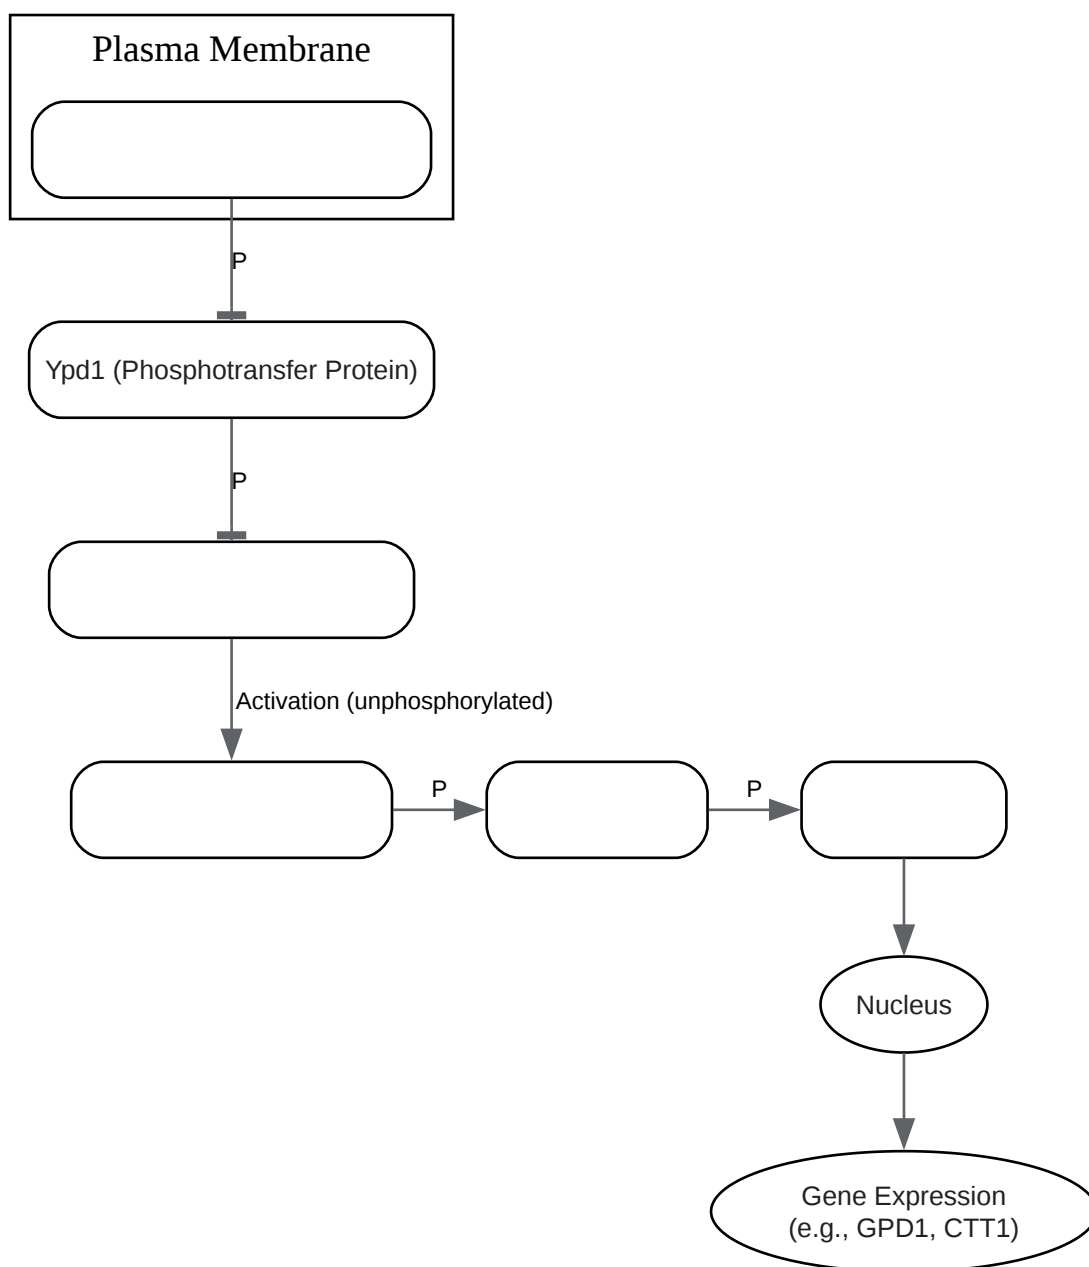 Plasma Membrane
P
Ypd1 (Phosphotransfer Protein)
P
Activation (unphosphorylated)
P
P
Nucleus
Gene Expression
(e.g., GPD1, CTT1)